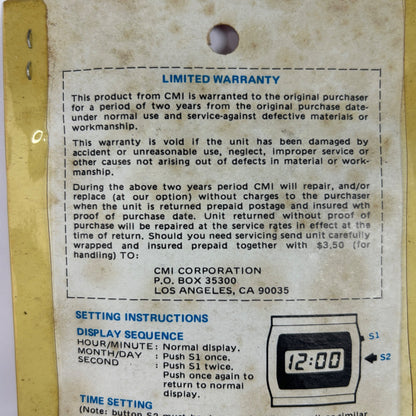 LIMITED WARRANTY
This product from CMI is warranted to the original purchaser
for a period of two years from the original purchase date-
under normal use and service-against defective materials or
workmanship.
This warranty is void if the unit has been damaged by
accident or unreasonable use, neglect, improper service or
other causes not arising out of defects in material or work-
manship.
During the above two years period CMI will repair, and/or
replace (at our option) without charges to the purchaser
when the unit is returned prepaid postage and insured wth
proof of purchase date. Unit returned without proof of
purchase will be repaired at the service rates in effect at the
time of return. Should you need servicing send unit carefully
wrapped and insured prepaid together with $3,50 (for
handling) TO:
CMI CORPORATION
P.O. BOX 35300
LOS ANGELES, CA 90035
SETTING INSTRUCTIONS
DISPLAY SEQUENCE
HOUR/MINUTE : Normal display.
MONTH/DAY : Push S1 once.
SECOND : Push S1 twice.
Push once again to
return to normal
display.
12:00
S1
S2
TIME SETTING
(Note: button S2 must